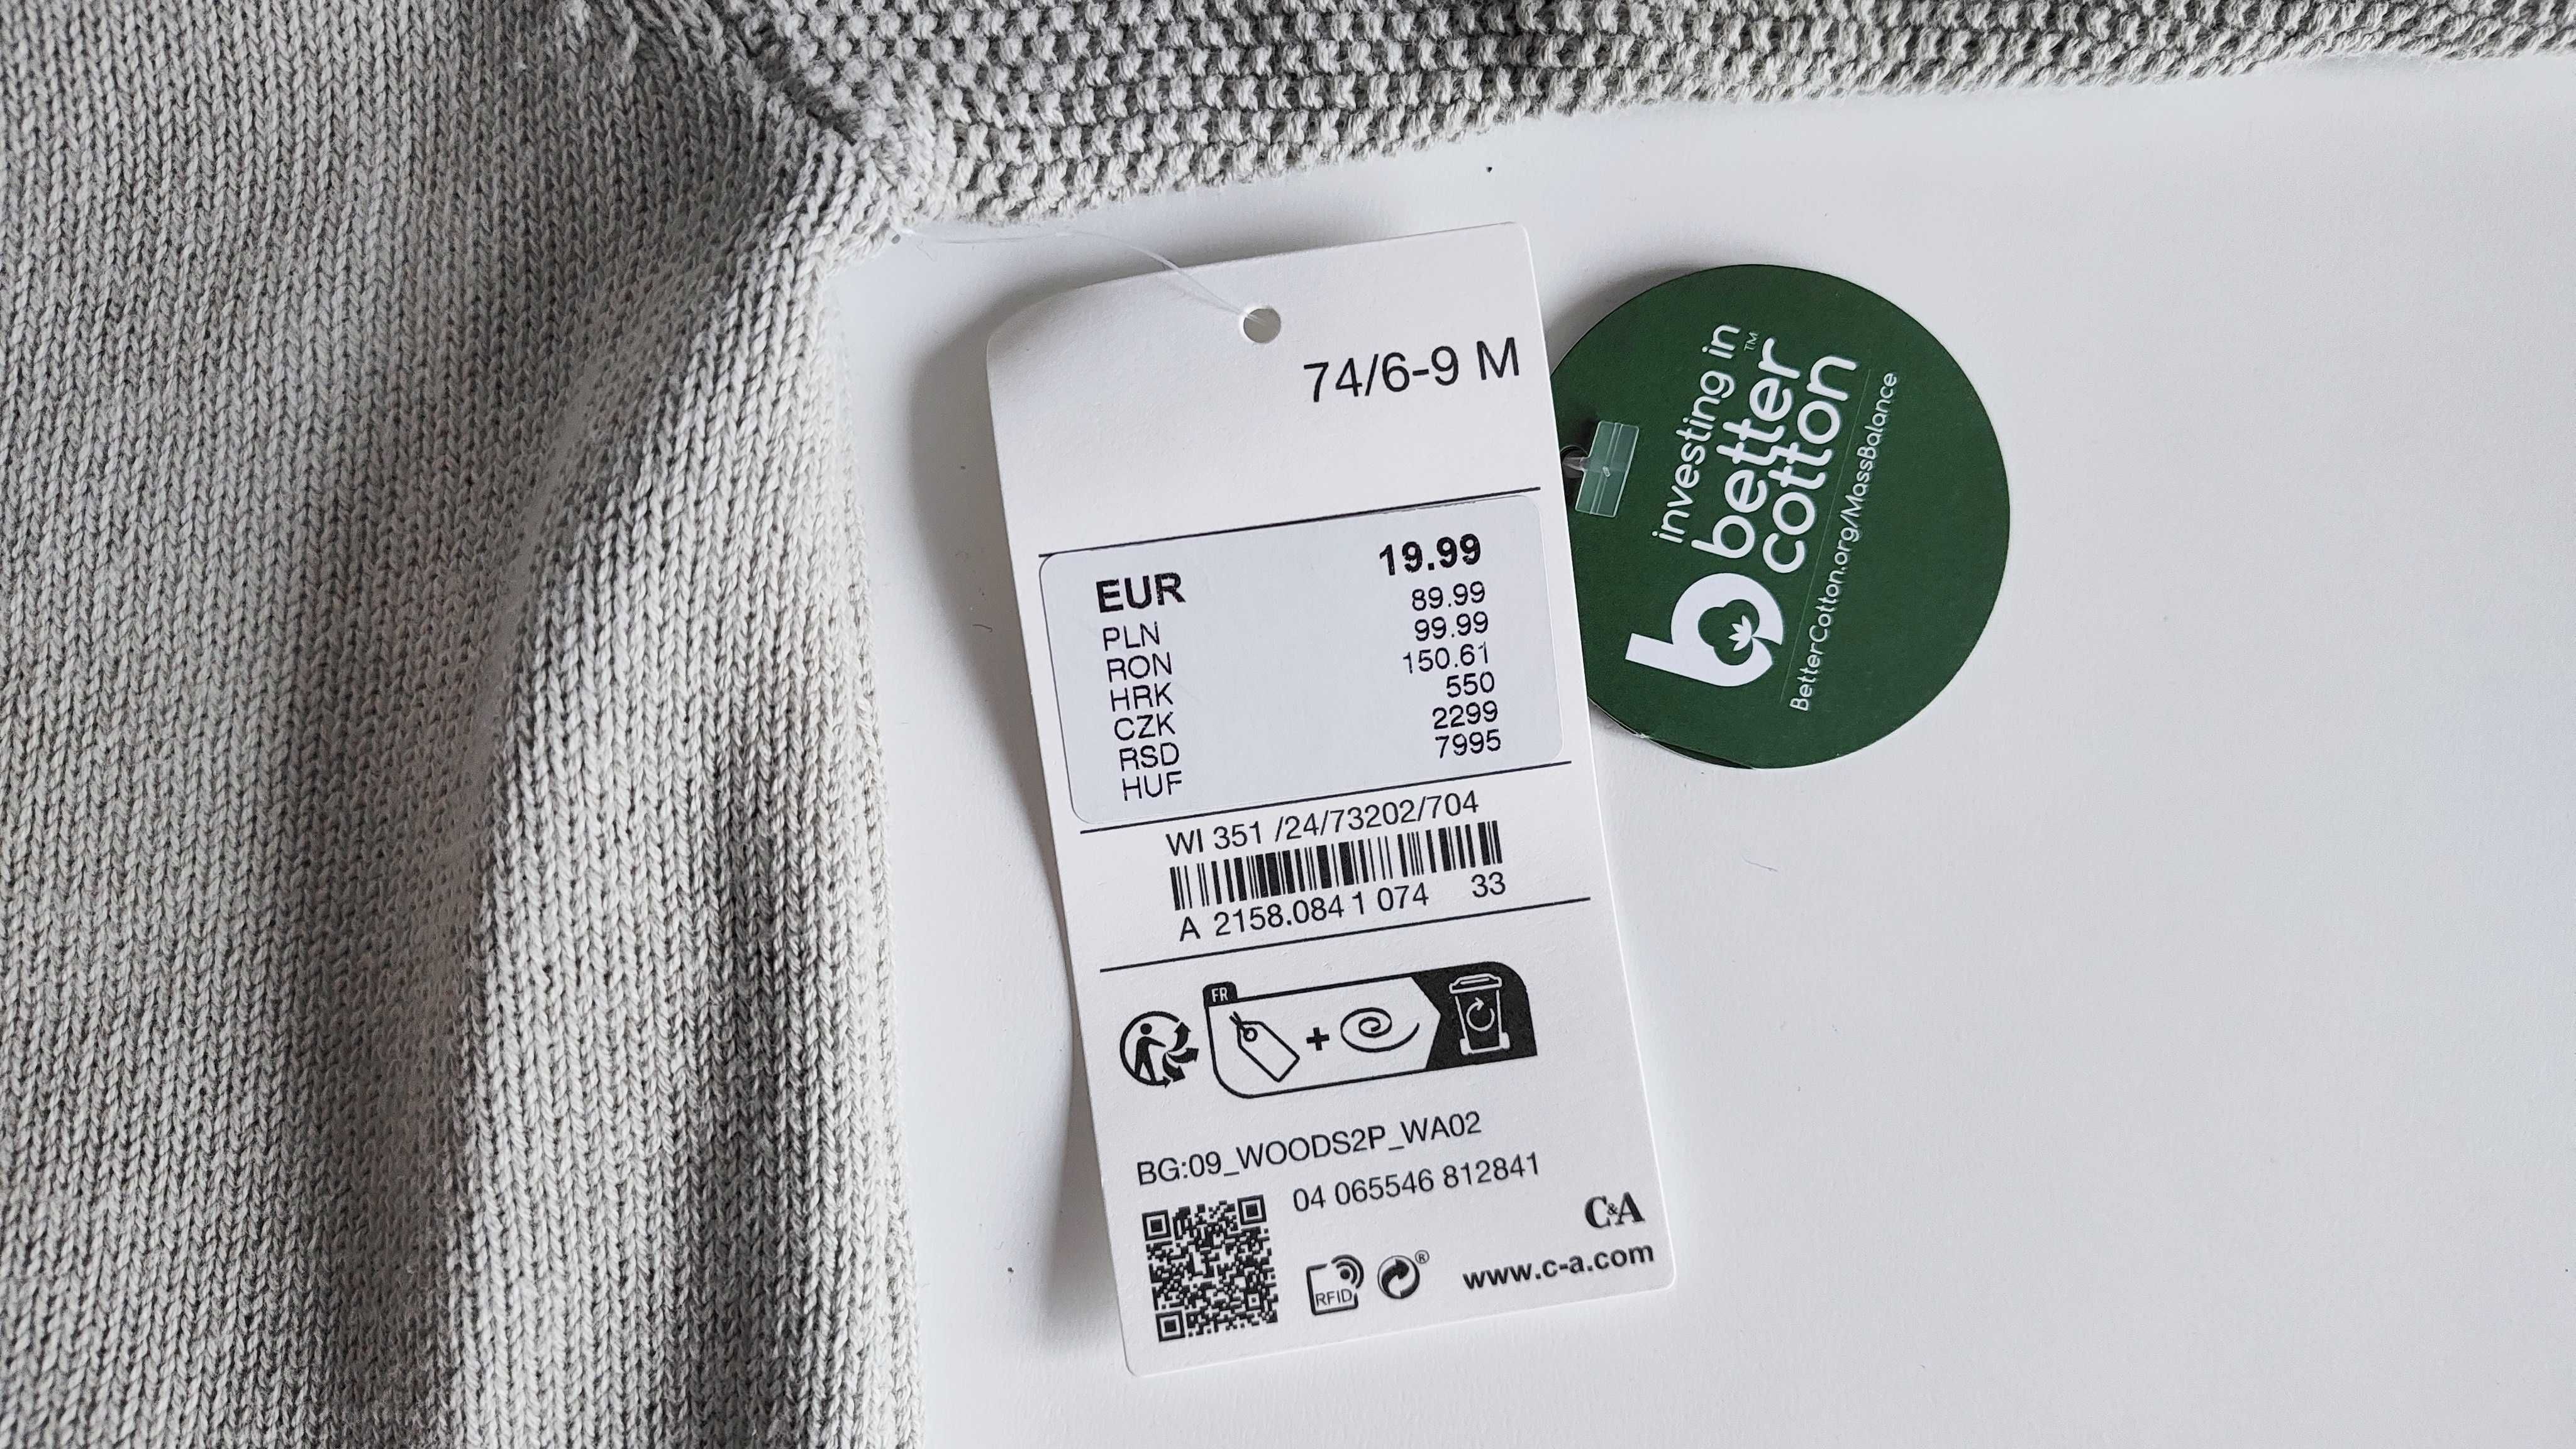 74/6-9 M
EUR 19.99
PLN 89.99
RON 99.99
HRK 150.61
CZK 550
RSD 2299
HUF 7995
WI 351 /24/73202/704
A 2158.084 1 074 33
FR
+
BG:09_WOODS2P_WA02
04 065546 812841
C&A
RFID
®
www.c-a.com
investing in
better™
cotton
BetterCotton.org/MassBalance